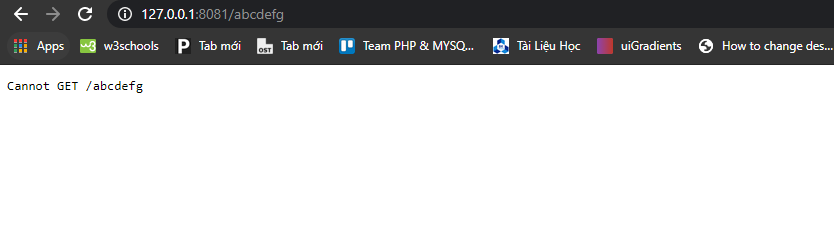 127.0.0.1:8081/abcdefg
Apps w3schools Tab mới Tab mới Team PHP & MYSQ... Tài Liệu Học uiGradients How to change des...
Cannot GET /abcdefg